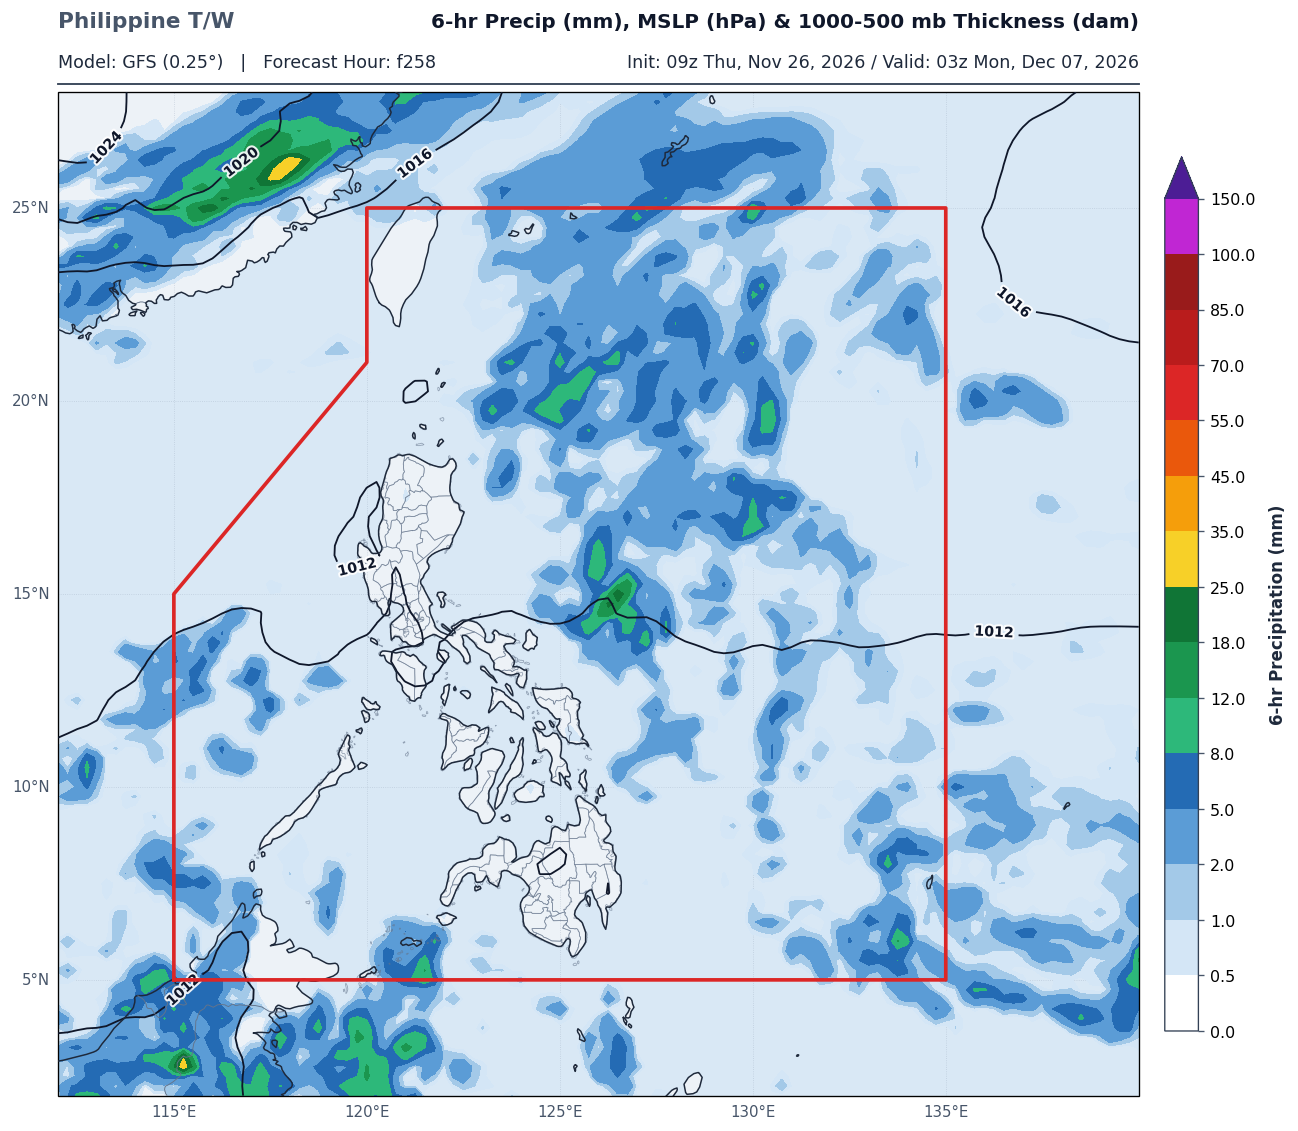 Philippine T/W
6-hr Precip (mm), MSLP (hPa) & 1000-500 mb Thickness (dam)
Model: GFS (0.25°) | Forecast Hour: f258
Init: 09z Thu, Nov 26, 2026 / Valid: 03z Mon, Dec 07, 2026
1024
1020
1016
1016
1012
1012
1012
25°N
20°N
15°N
10°N
5°N
115°E
120°E
125°E
130°E
135°E
150.0
100.0
85.0
70.0
55.0
45.0
35.0
25.0
18.0
12.0
8.0
5.0
2.0
1.0
0.5
0.0
6-hr Precipitation (mm)